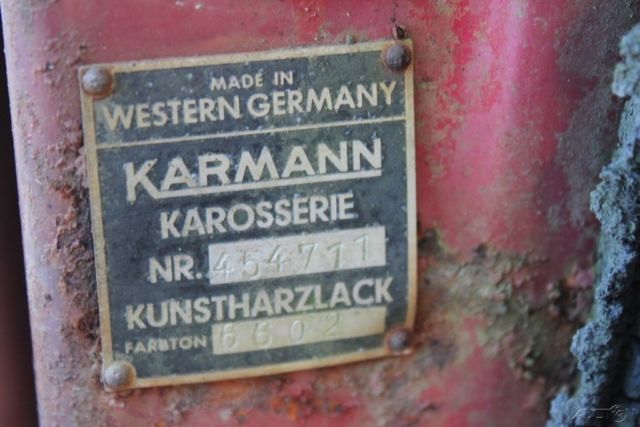 MADE IN
WESTERN GERMANY
KARMANN
KAROSSERIE
NR. 454711
KUNSTHARZLACK
FARBTON 6602